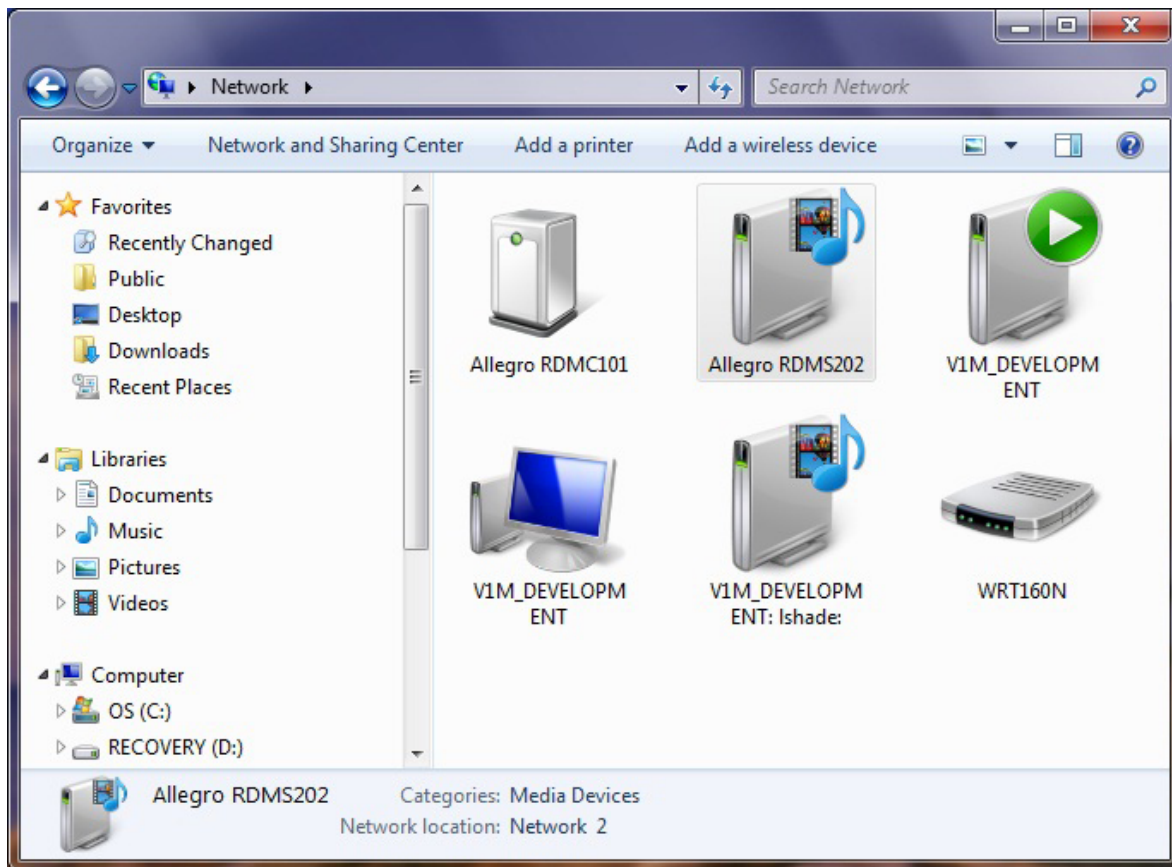 Network
Search Network
Organize Network and Sharing Center Add a printer Add a wireless device
Favorites
Recently Changed
Public
Desktop
Downloads
Recent Places
Libraries
Documents
Music
Pictures
Videos
Computer
OS (C:)
RECOVERY (D:)
Allegro RDMC101
Allegro RDMS202
V1M_DEVELOPM
ENT
V1M_DEVELOPM
ENT
V1M_DEVELOPM
ENT: Ishade:
WRT160N
Allegro RDMS202 Categories: Media Devices
Network location: Network 2